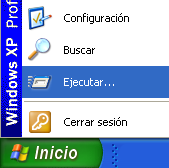 Windows XP Prof
Configuración
Buscar
Ejecutar...
Cerrar sesión
Inicio